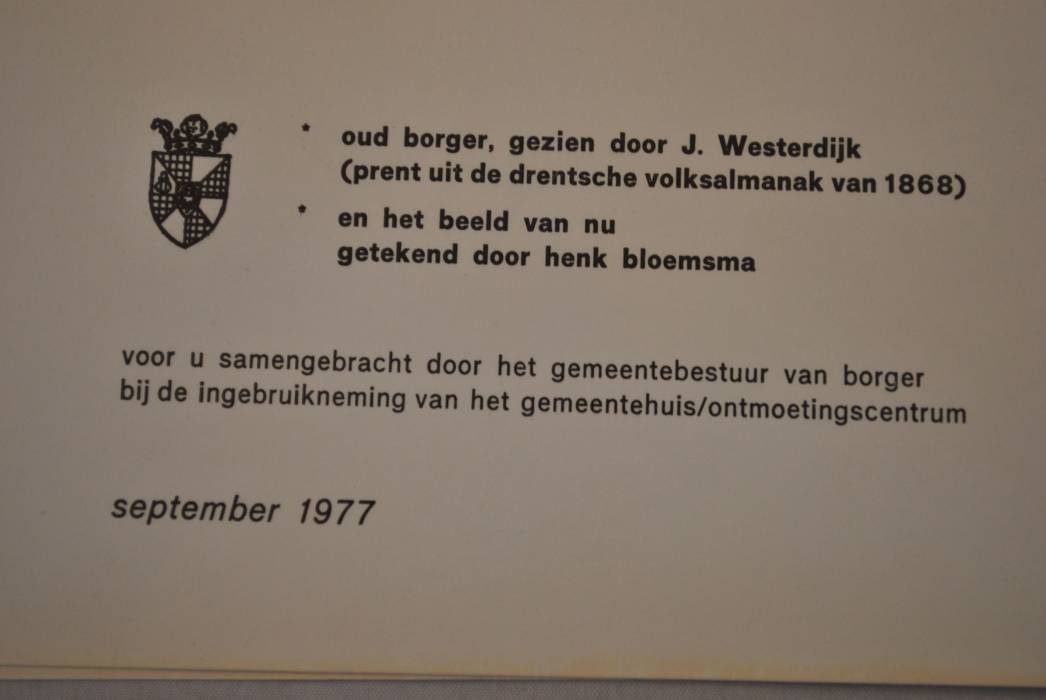 * oud borger, gezien door J. Westerdijk
(prent uit de drentsche volksalmanak van 1868)
* en het beeld van nu
getekend door henk bloemsma
voor u samengebracht door het gemeentebestuur van borger
bij de ingebruikneming van het gemeentehuis/ontmoetingscentrum
september 1977